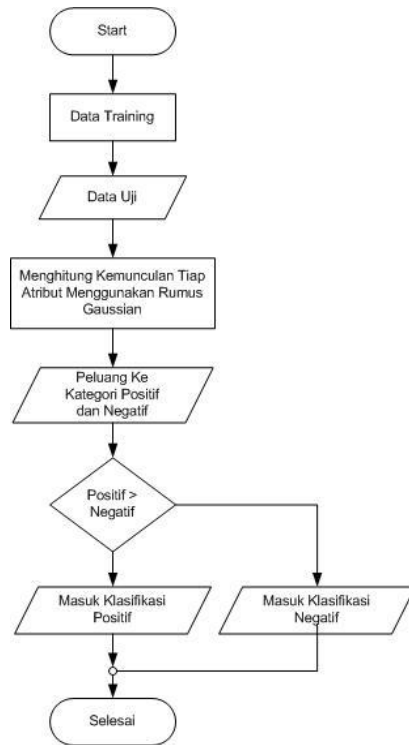 Start
Data Training
Data Uji
Menghitung Kemunculan Tiap
Atribut Menggunakan Rumus
Gaussian
Peluang Ke
Kategori Positif
dan Negatif
Positif >
Negatif
Masuk Klasifikasi
Positif
Masuk Klasifikasi
Negatif
Selesai